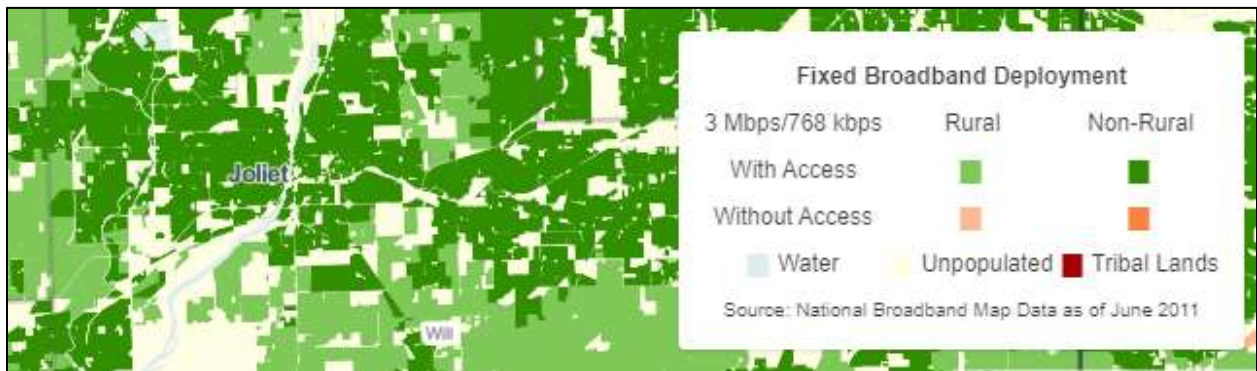 Joliet
Will
Fixed Broadband Deployment
3 Mbps/768 kbps Rural Non-Rural
With Access
Without Access
Water Unpopulated Tribal Lands
Source: National Broadband Map Data as of June 2011